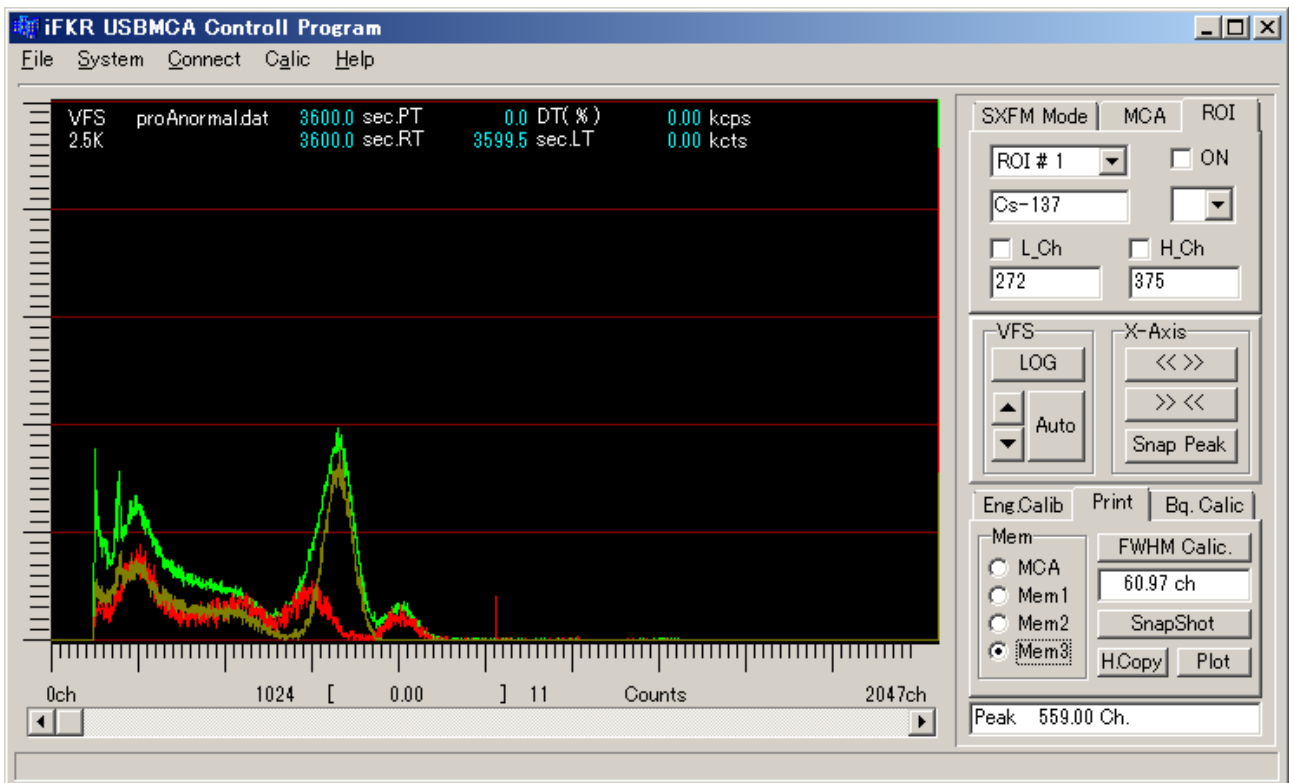 iFKR USBMCA Controll Program
File System Connect Calic Help
VFS proAnormal.dat 3600.0 sec.PT 0.0 DT( % ) 0.00 kcps
2.5K 3600.0 sec.RT 3599.5 sec.LT 0.00 kcts
0ch 1024 [ 0.00 ] 11 Counts 2047ch
SXFM Mode MCA ROI
ROI # 1 ON
Cs-137
L_Ch H_Ch
272 375
VFS X-Axis
LOG << >>
>> <<
Auto
Snap Peak
Eng.Calib Print Bq. Calic
Mem FWHM Calic.
MCA
60.97 ch
Mem1
Mem2 SnapShot
Mem3 H.Copy Plot
Peak 559.00 Ch.